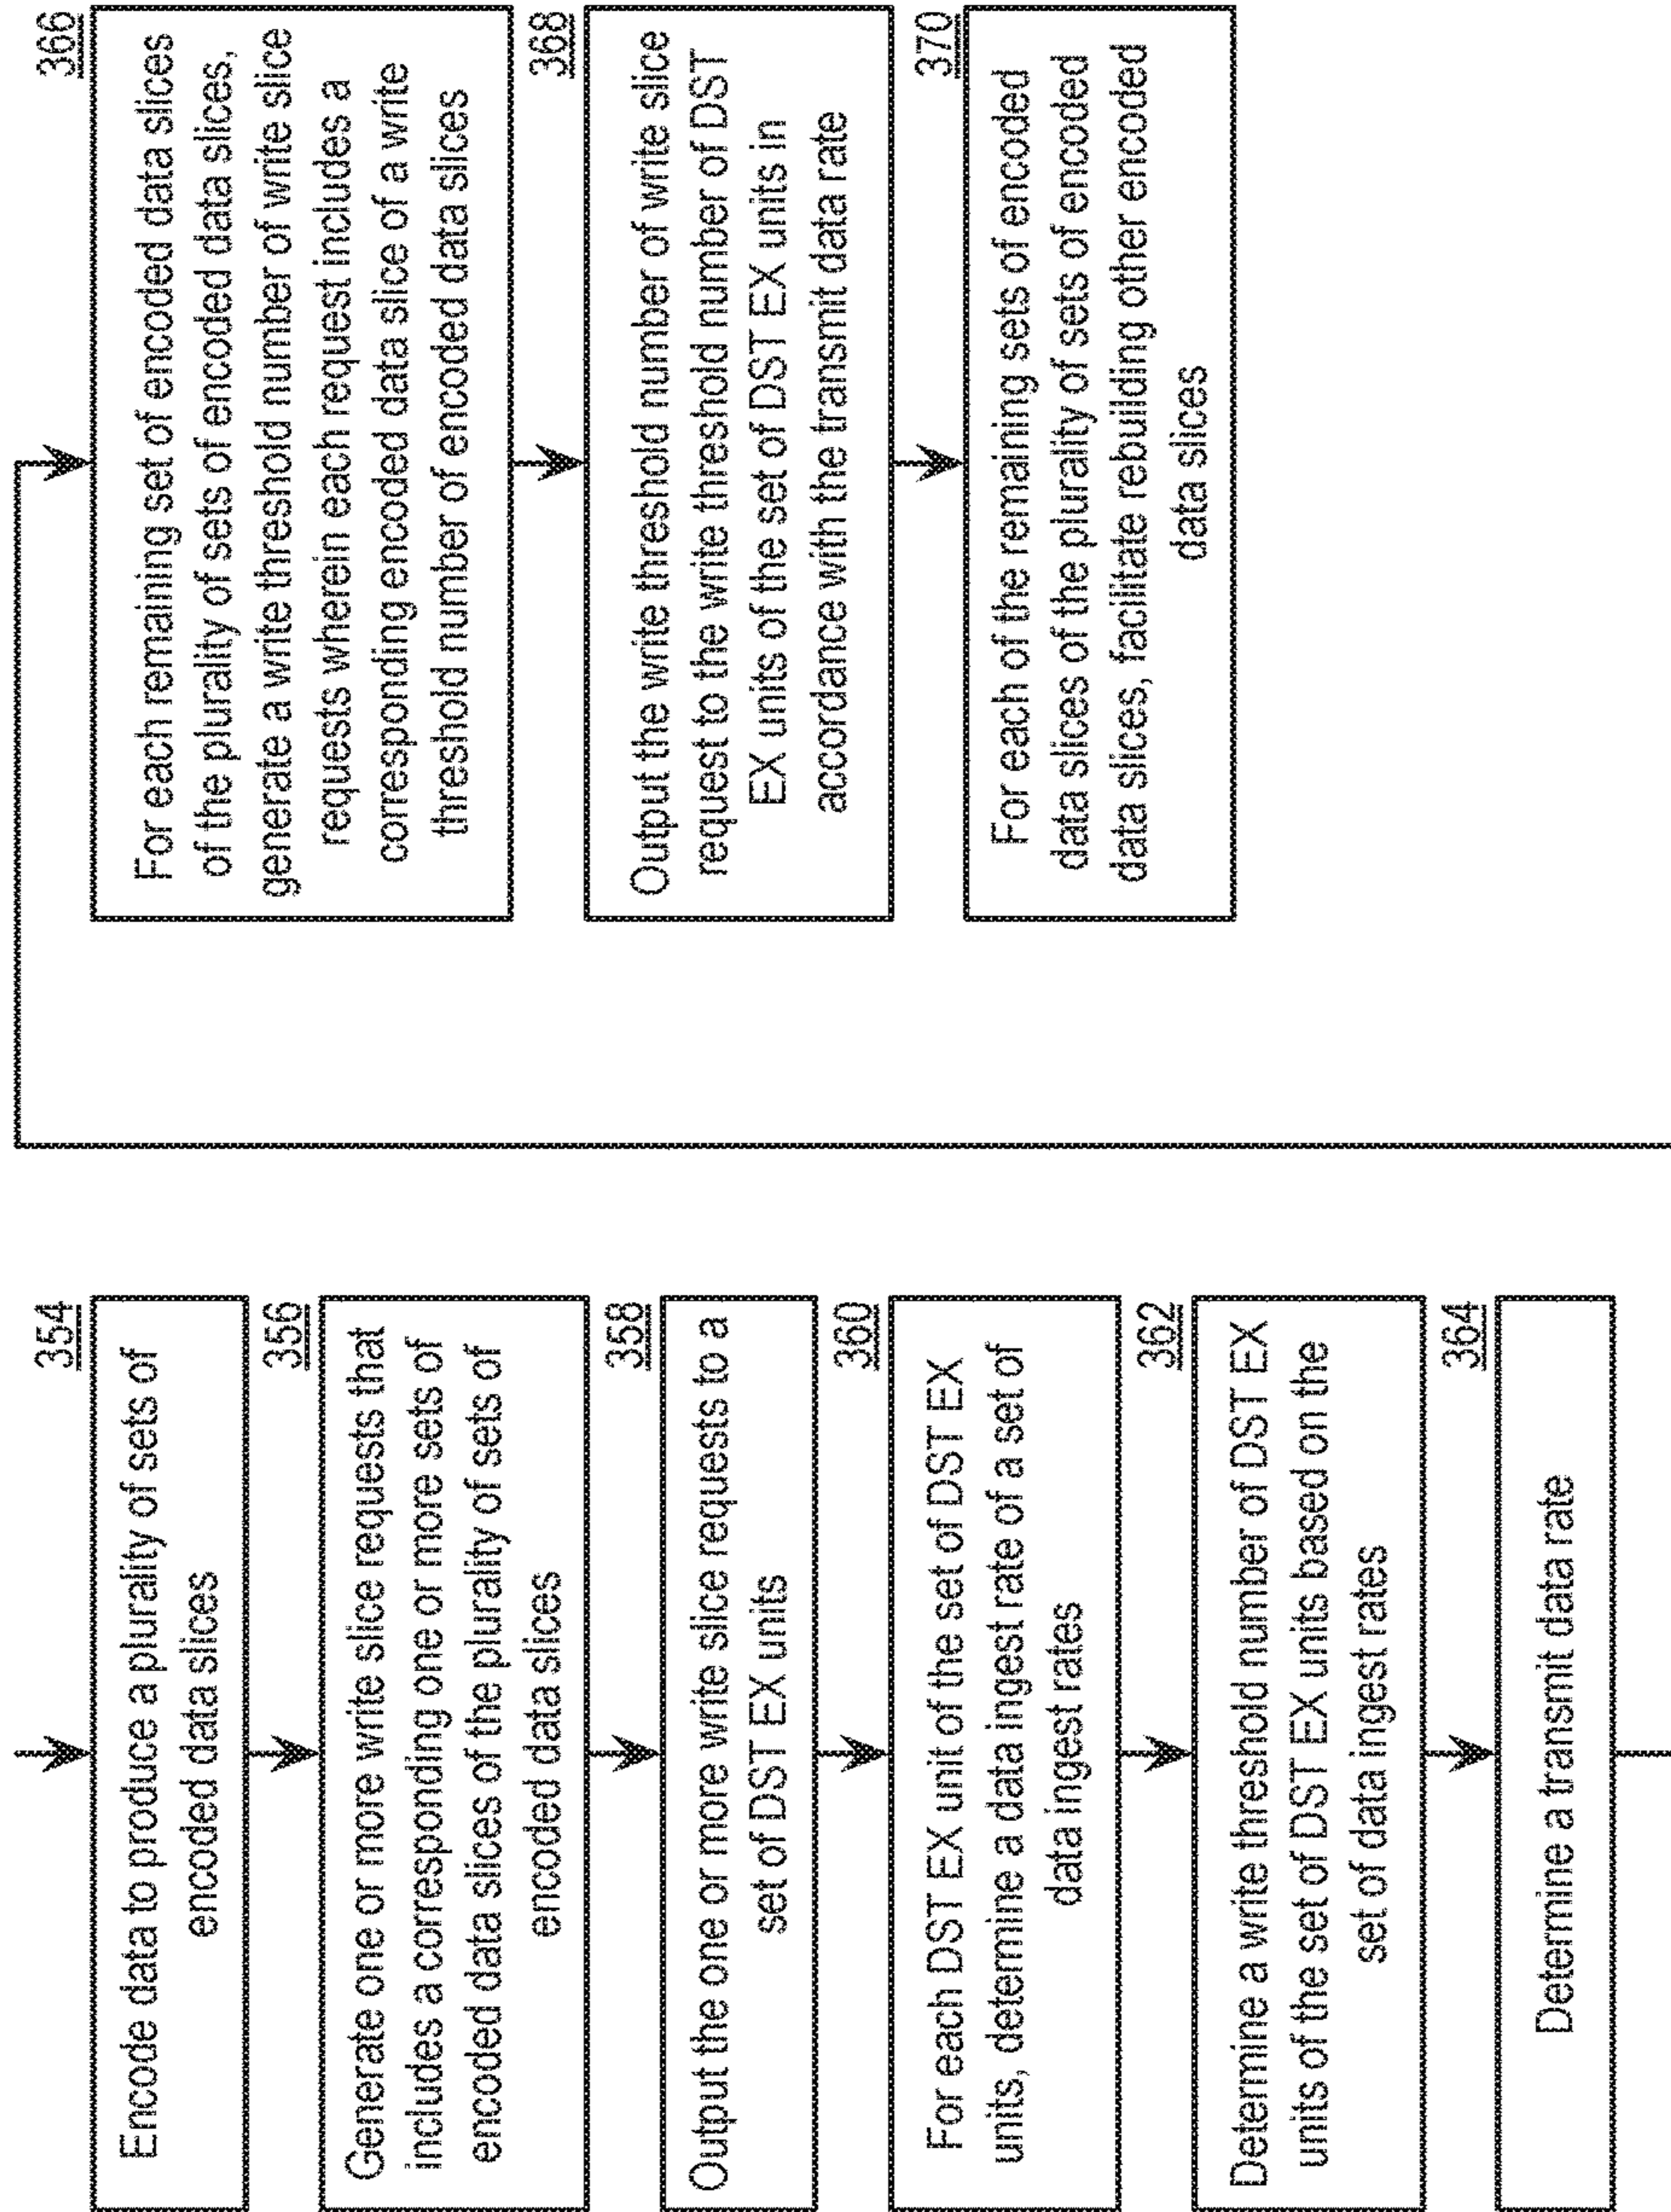 354
Encode data to produce a plurality of sets of
encoded data slices
356
Generate one or more write slice requests that
includes a corresponding one or more sets of
encoded data slices of the plurality of sets of
encoded data slices
358
Output the one or more write slice requests to a
set of DST EX units
360
For each DST EX unit of the set of DST EX
units, determine a data ingest rate of a set of
data ingest rates
362
Determine a write threshold number of DST EX
units of the set of DST EX units based on the
set of data ingest rates
364
Determine a transmit data rate
366
For each remaining set of encoded data slices
of the plurality of sets of encoded data slices,
generate a write threshold number of write slice
requests wherein each request includes a
corresponding encoded data slice of a write
threshold number of encoded data slices
368
Output the write threshold number of write slice
request to the write threshold number of DST
EX units of the set of DST EX units in
accordance with the transmit data rate
370
For each of the remaining sets of encoded
data slices of the plurality of sets of encoded
data slices, facilitate rebuilding other encoded
data slices